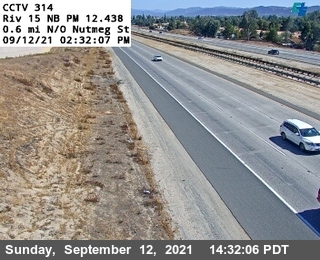 CCTV 314
Riv 15 NB PM 12.438
0.6 mi N/O Nutmeg St
09/12/21 02:32:07 PM
Sunday, September 12, 2021 14:32:06 PDT